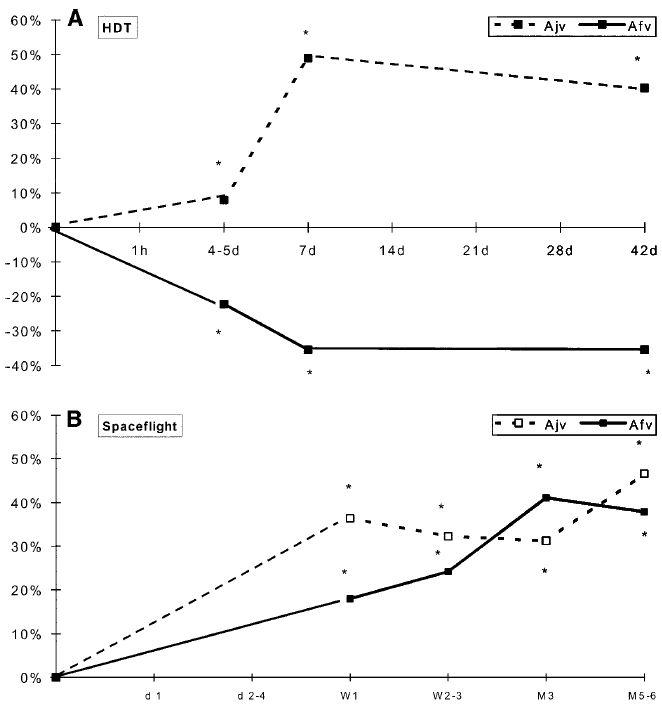 60%
A
HDT
Ajv
Afv
50%
40%
30%
20%
10%
0%
1h
4-5d
7d
14d
21d
28d
42d
-10%
-20%
-30%
-40%
*
*
*
*
*
*
60%
B
Spaceflight
Ajv
Afv
50%
40%
30%
20%
10%
0%
*
*
*
*
*
*
*
*
d 1
d 2-4
W1
W2-3
M3
M5-6